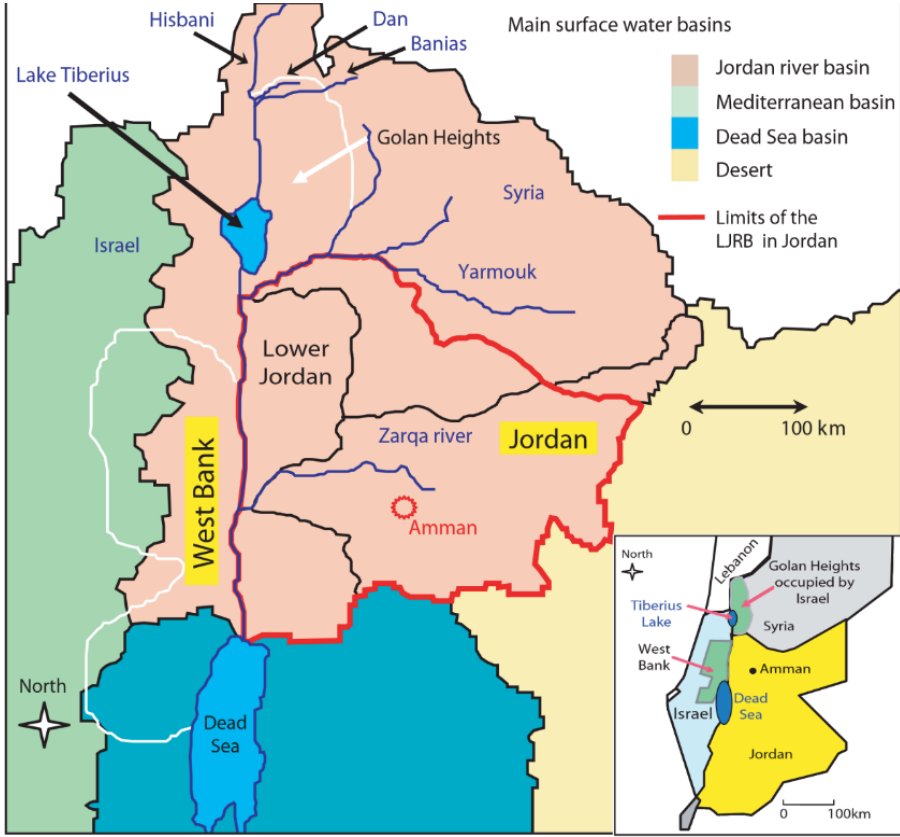 Hisbani
Dan
Banias
Lake Tiberius
Main surface water basins
Jordan river basin
Mediterranean basin
Dead Sea basin
Desert
Limits of the
LJRB in Jordan
Golan Heights
Syria
Israel
Yarmouk
Lower
Jordan
West Bank
Zarqa river
Jordan
Amman
0 100 km
North
Dead
Sea
North
Lebanon
Golan Heights
occupied by
Israel
Tiberius
Lake
Syria
West
Bank
Amman
Israel
Dead
Sea
Jordan
0 100km